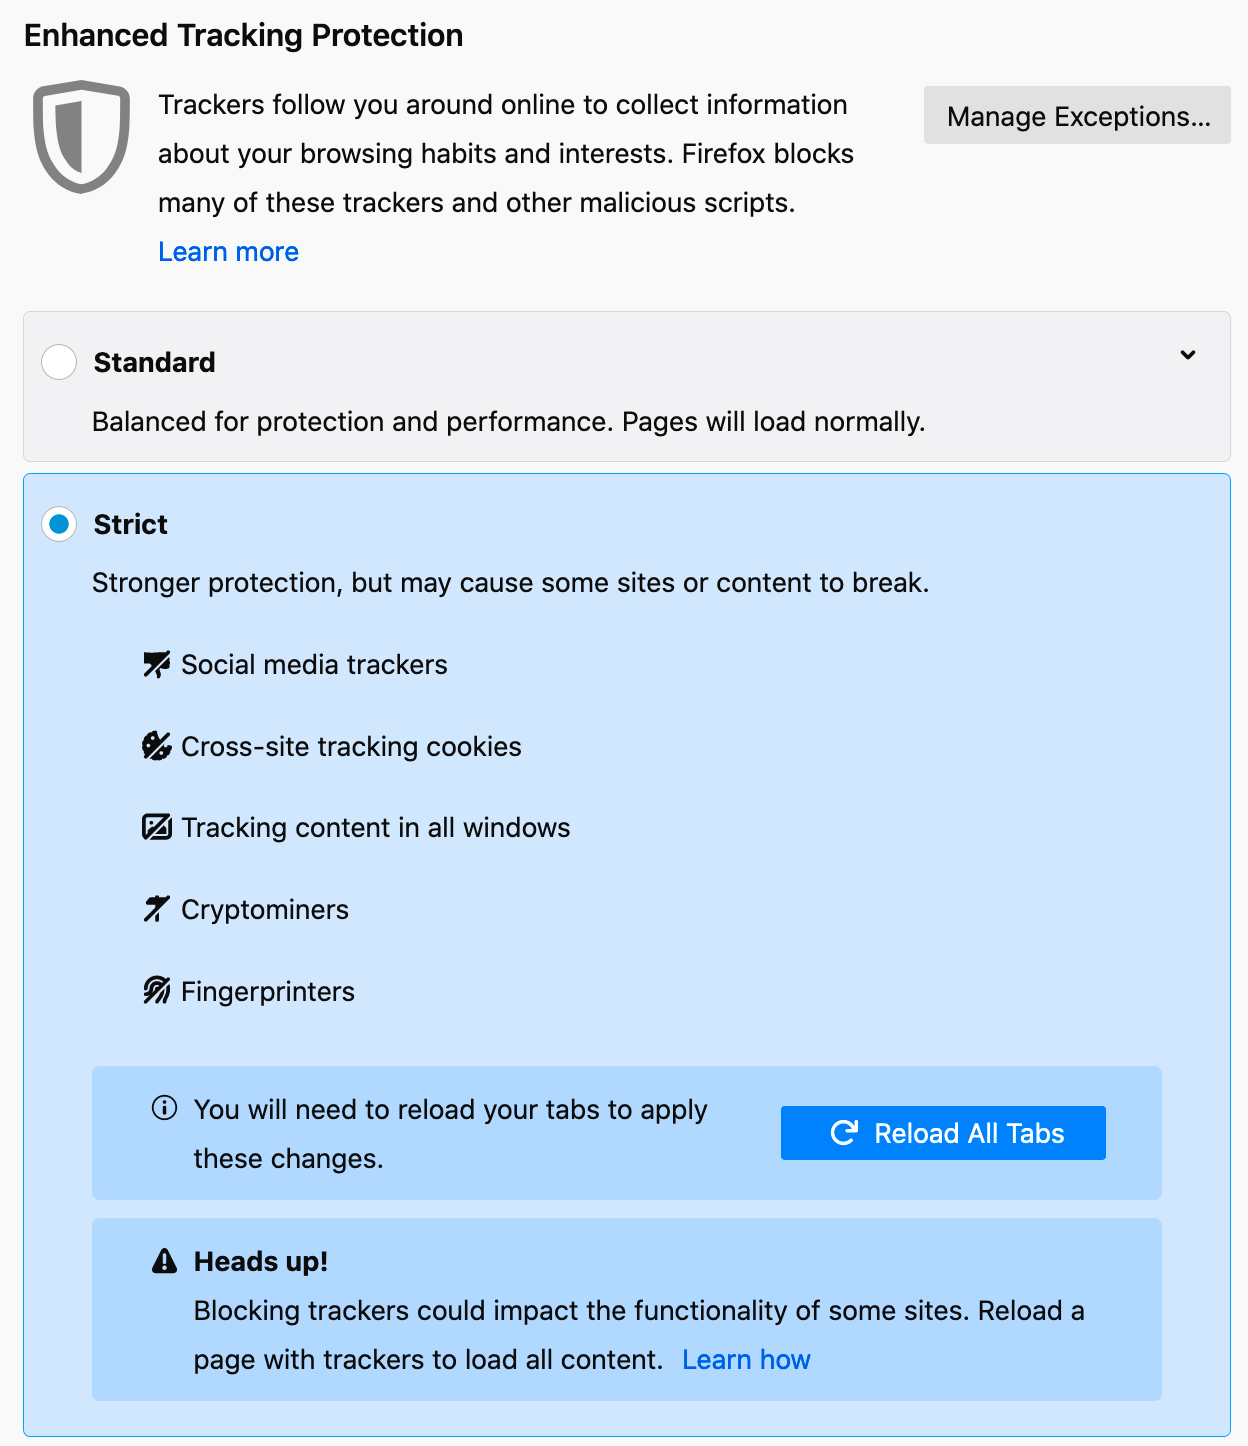 Enhanced Tracking Protection
Trackers follow you around online to collect information
about your browsing habits and interests. Firefox blocks
many of these trackers and other malicious scripts.
Learn more
Manage Exceptions...
Standard
Balanced for protection and performance. Pages will load normally.
Strict
Stronger protection, but may cause some sites or content to break.
Social media trackers
Cross-site tracking cookies
Tracking content in all windows
Cryptominers
Fingerprinters
You will need to reload your tabs to apply
these changes.
Reload All Tabs
Heads up!
Blocking trackers could impact the functionality of some sites. Reload a
page with trackers to load all content. Learn how